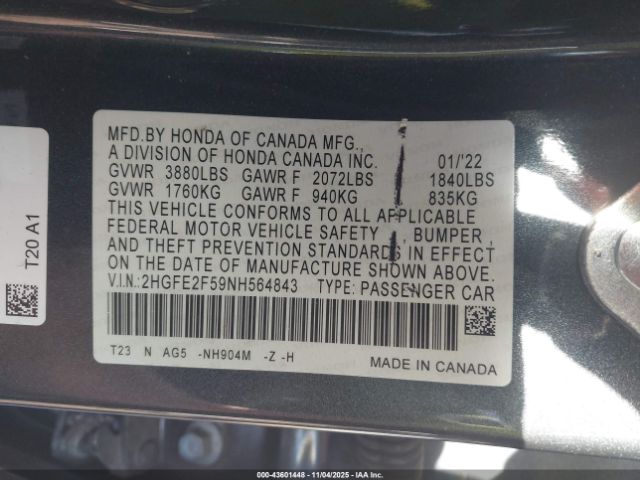 MFD.BY HONDA OF CANADA MFG.,
A DIVISION OF HONDA CANADA INC. 01/'22
GVWR 3880LBS GAWR F 2072LBS 1840LBS
GVWR 1760KG GAWR F 940KG 835KG
THIS VEHICLE CONFORMS TO ALL APPLICABLE
FEDERAL MOTOR VEHICLE SAFETY , BUMPER,
AND THEFT PREVENTION STANDARDS IN EFFECT
ON THE DATE OF MANUFACTURE SHOWN ABOVE.
V.I.N.:2HGFE2F59NH564843 TYPE: PASSENGER CAR
T23 N AG5 -NH904M -Z -H
MADE IN CANADA
T20 A1
000-43601448 - 11/04/2025 - IAA Inc.